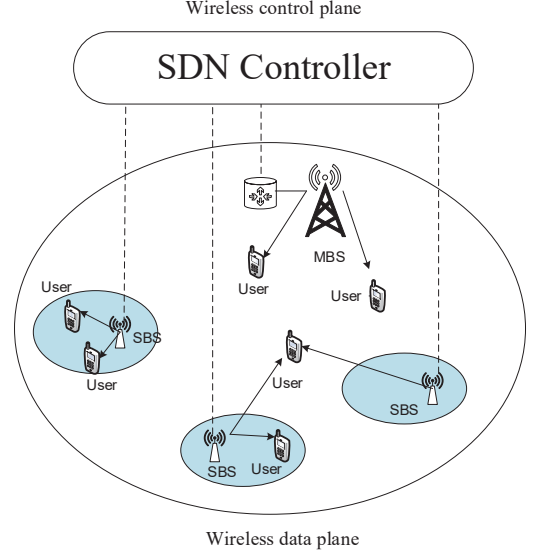 Wireless control plane
SDN Controller
MBS
User
User
User
SBS
User
User
SBS
SBS
User
Wireless data plane